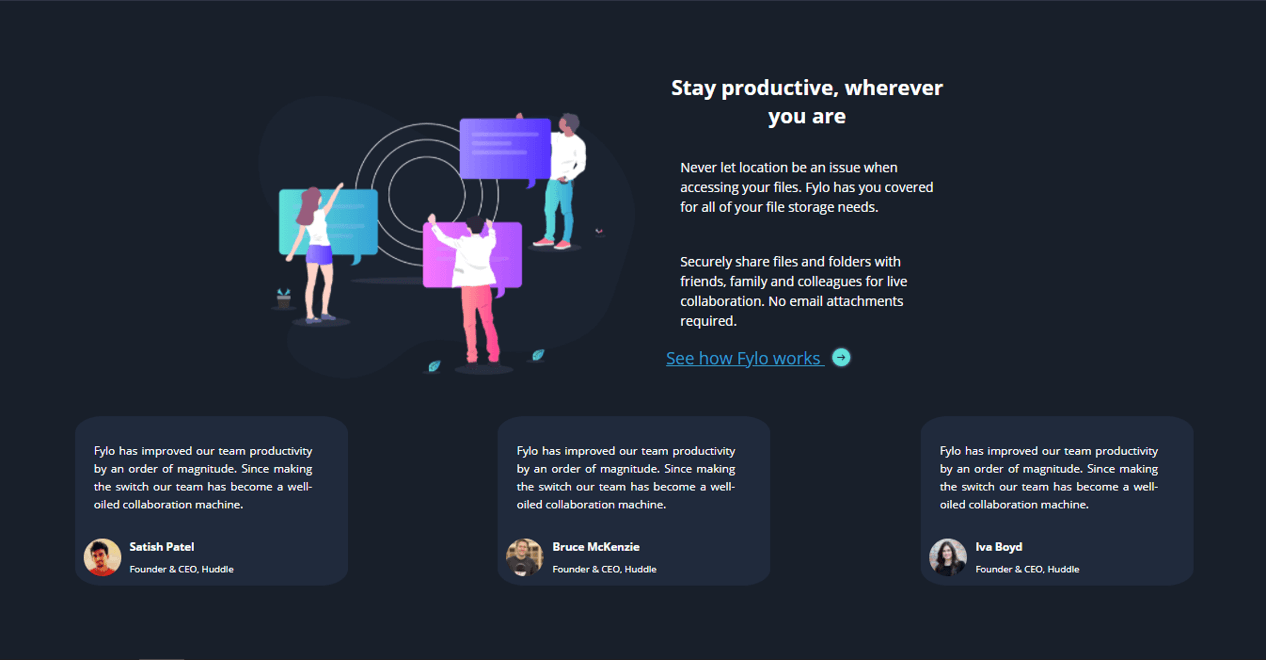 Stay productive, wherever
you are
Never let location be an issue when
accessing your files. Fylo has you covered
for all of your file storage needs.
Securely share files and folders with
friends, family and colleagues for live
collaboration. No email attachments
required.
See how Fylo works
Fylo has improved our team productivity
by an order of magnitude. Since making
the switch our team has become a well-
oiled collaboration machine.
Satish Patel
Founder & CEO, Huddle
Fylo has improved our team productivity
by an order of magnitude. Since making
the switch our team has become a well-
oiled collaboration machine.
Bruce McKenzie
Founder & CEO, Huddle
Fylo has improved our team productivity
by an order of magnitude. Since making
the switch our team has become a well-
oiled collaboration machine.
Iva Boyd
Founder & CEO, Huddle